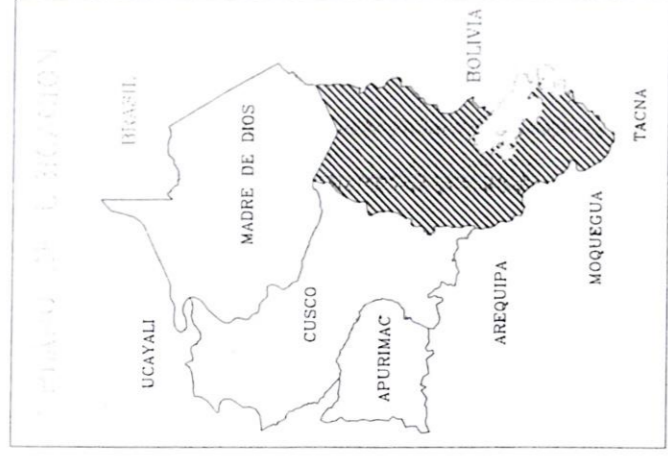 BRASIL
MADRE DE DIOS
UCAYALI
CUSCO
BOLIVIA
APURIMAC
AREQUIPA
MOQUEGUA
TACNA